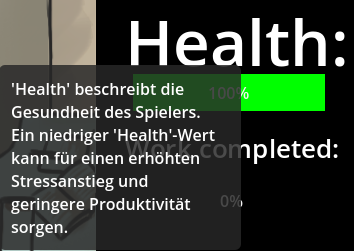 Health:
100%
'Health' beschreibt die
Gesundheit des Spielers.
Ein niedriger 'Health'-Wert
kann für einen erhöhten
Stressanstieg und
geringere Produktivität
sorgen.
Work completed:
0%